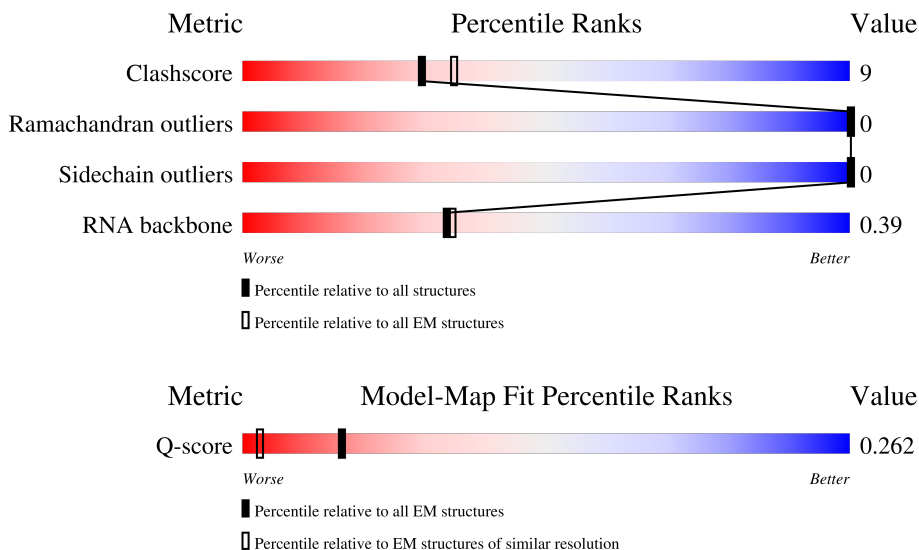 Metric Percentile Ranks Value
Clashscore 9
Ramachandran outliers 0
Sidechain outliers 0
RNA backbone 0.39
Worse Better
Percentile relative to all structures
Percentile relative to all EM structures
Metric Model-Map Fit Percentile Ranks Value
Q-score 0.262
Worse Better
Percentile relative to all EM structures
Percentile relative to EM structures of similar resolution